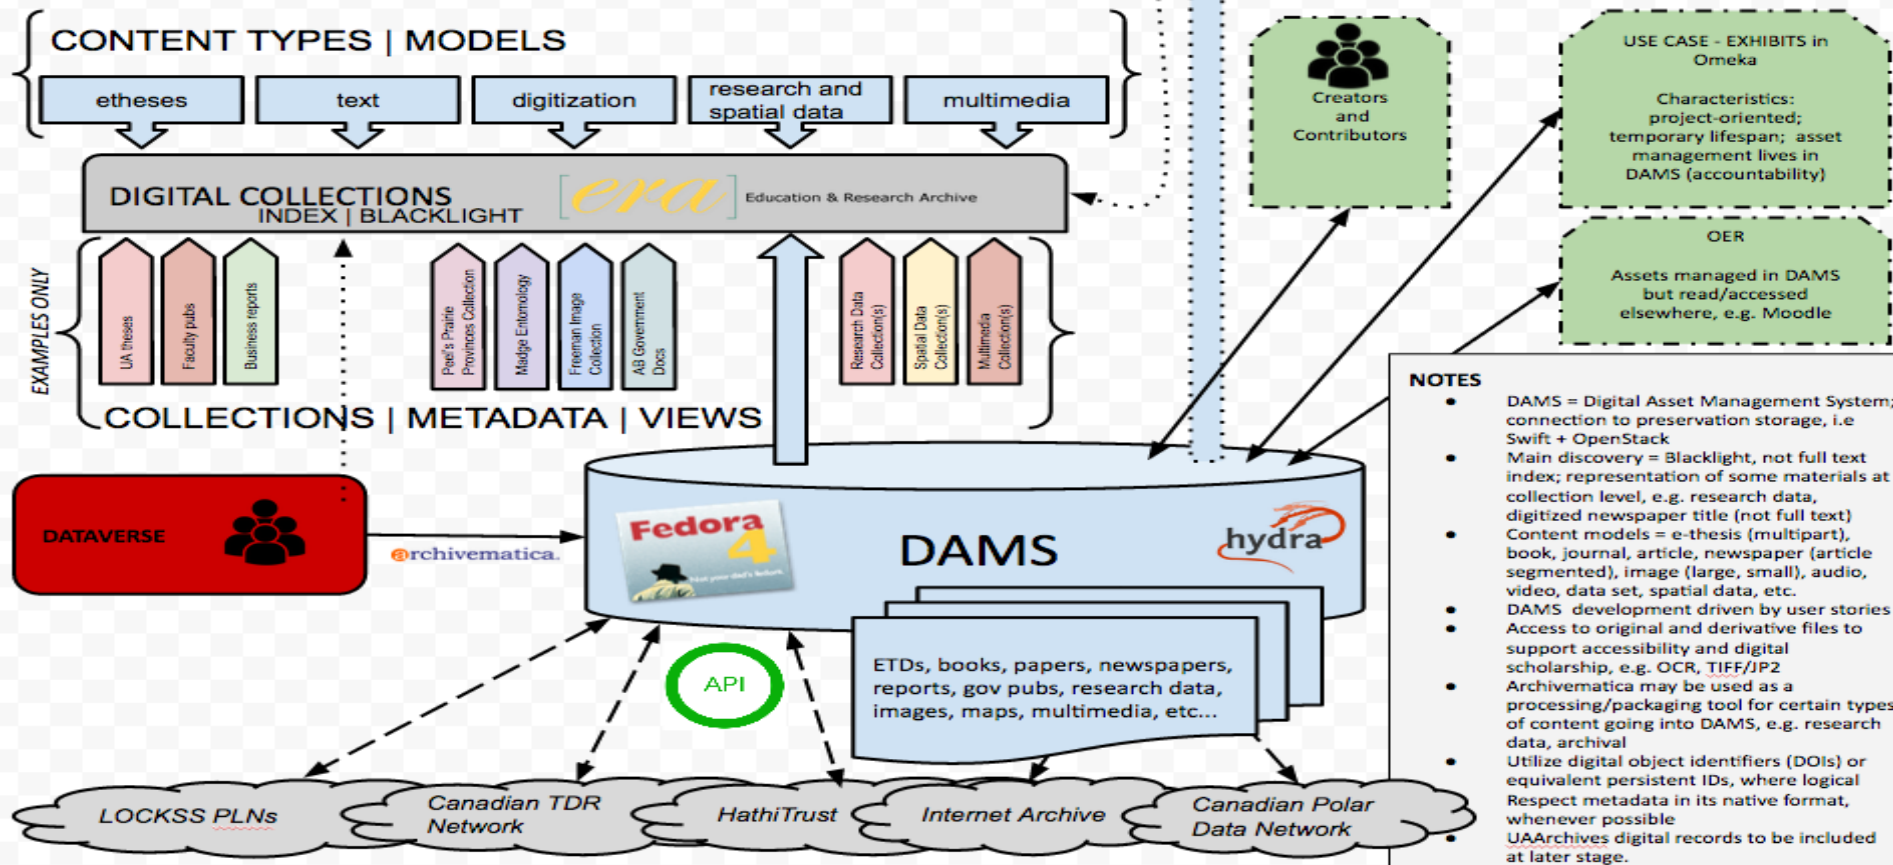 CONTENT TYPES | MODELS
etheses
text
digitization
research and
spatial data
multimedia
DIGITAL COLLECTIONS
INDEX | BLACKLIGHT
[era]
Education & Research Archive
EXAMPLES ONLY
UA theses
Faculty pubs
Business reports
Peel's Prairie
Provinces Collection
Madge Entomology
Freeman Image
Collection
AB Government
Docs
Research Data
Collection(s)
Spatial Data
Collection(s)
Multimedia
Collection(s)
COLLECTIONS | METADATA | VIEWS
Creators
and
Contributors
USE CASE - EXHIBITS in
Omeka
Characteristics:
project-oriented;
temporary lifespan; asset
management lives in
DAMS (accountability)
OER
Assets managed in DAMS
but read/accessed
elsewhere, e.g. Moodle
DATAVERSE
archivematica.
Fedora
4
Not your dad's fedora.
DAMS
hydra
API
ETDs, books, papers, newspapers,
reports, gov pubs, research data,
images, maps, multimedia, etc...
LOCKSS PLNs
Canadian TDR
Network
HathiTrust
Internet Archive
Canadian Polar
Data Network
NOTES
● DAMS = Digital Asset Management System;
connection to preservation storage, i.e
Swift + OpenStack
● Main discovery = Blacklight, not full text
index; representation of some materials at
collection level, e.g. research data,
digitized newspaper title (not full text)
● Content models = e-thesis (multipart),
book, journal, article, newspaper (article
segmented), image (large, small), audio,
video, data set, spatial data, etc.
● DAMS development driven by user stories
● Access to original and derivative files to
support accessibility and digital
scholarship, e.g. OCR, TIFF/JP2
● Archivematica may be used as a
processing/packaging tool for certain types
of content going into DAMS, e.g. research
data, archival
● Utilize digital object identifiers (DOIs) or
equivalent persistent IDs, where logical
Respect metadata in its native format,
whenever possible
● UAArchives digital records to be included
at later stage.